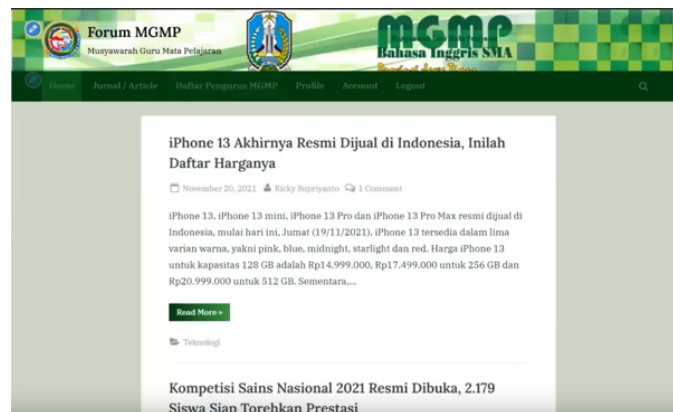 Forum MGMP
Musyawarah Guru Mata Pelajaran
MGMP
Bahasa Inggris SMA
Home Jurnal / Article Daftar Pengurus MGMP Profile Account Logout
iPhone 13 Akhirnya Resmi Dijual di Indonesia, Inilah
Daftar Harganya
November 20, 2021 Ricky Supriyanto 1 Comment
iPhone 13, iPhone 13 mini, iPhone 13 Pro dan iPhone 13 Pro Max resmi dijual di
Indonesia, mulai hari ini, Jumat (19/11/2021). iPhone 13 tersedia dalam lima
varian warna, yakni pink, blue, midnight, starlight dan red. Harga iPhone 13
untuk kapasitas 128 GB adalah Rp14.999.000, Rp17.499.000 untuk 256 GB dan
Rp20.999.000 untuk 512 GB. Sementara,...
Read More »
Teknologi
Kompetisi Sains Nasional 2021 Resmi Dibuka, 2.179
Siswa Siap Torehkan Prestasi